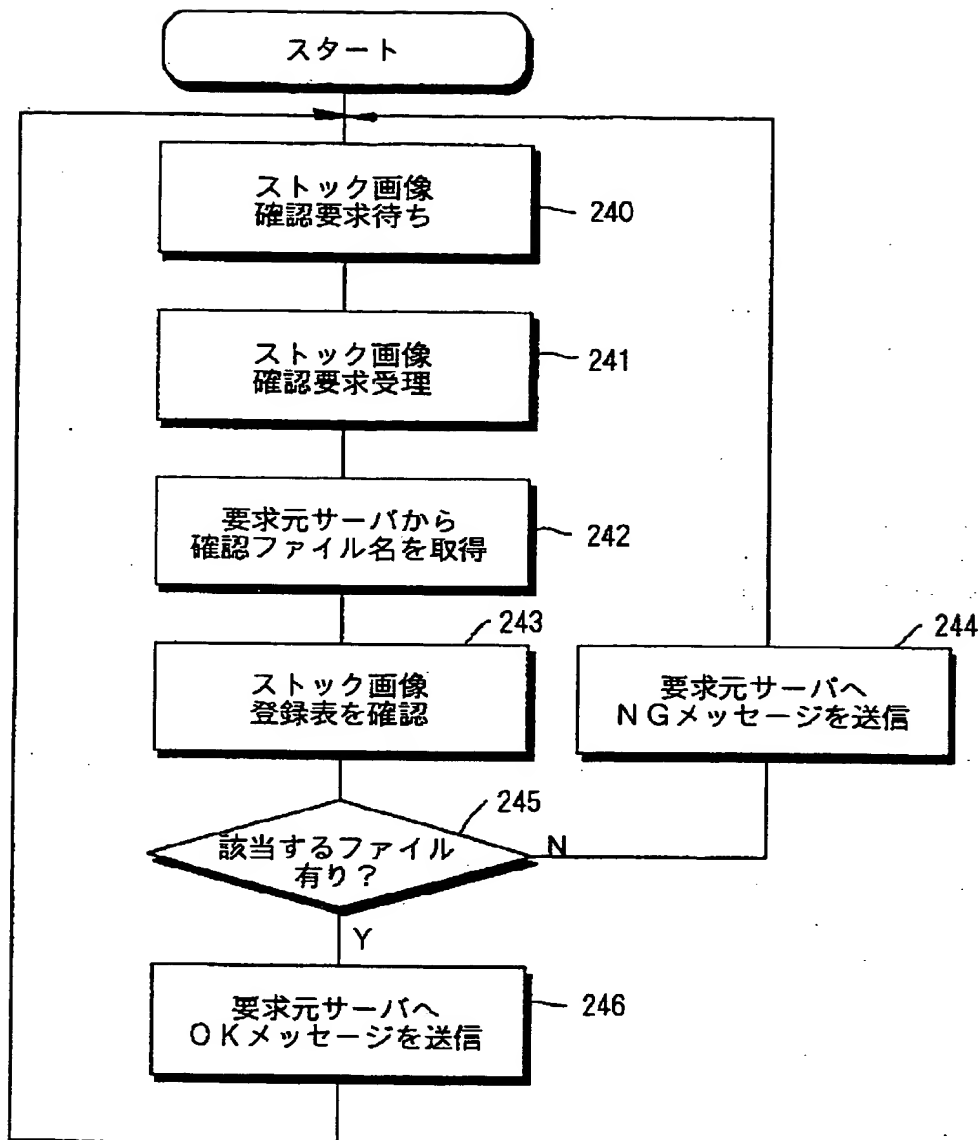 スタート
ストック画像
確認要求待ち
240
ストック画像
確認要求受理
241
要求元サーバから
確認ファイル名を取得
242
243
ストック画像
登録表を確認
244
要求元サーバへ
NGメッセージを送信
245
該当するファイル
有り?
N
Y
要求元サーバへ
OKメッセージを送信
246